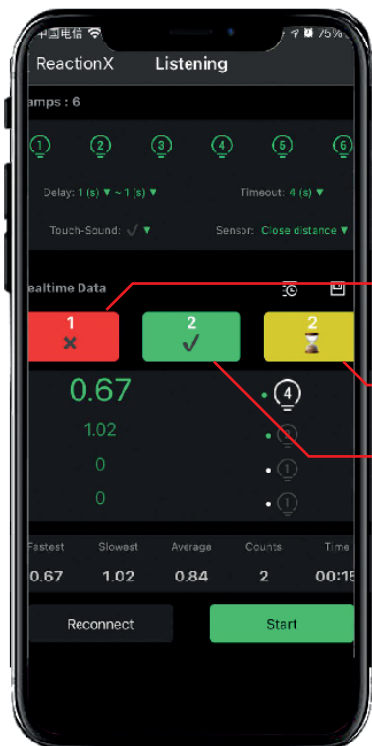 中国电信 75%
ReactionX Listening
amps : 6
1 2 3 4 5 6
Delay: 1 (s) ▼ ~ 1 (s) ▼ Timeout: 4 (s) ▼
Touch-Sound: ✓ ▼ Sensor: Close distance ▼
ealtime Data
1 2 2
0.67 4
1.02
0 1
0 1
Fastest Slowest Average Counts Time
0.67 1.02 0.84 2 00:15
Reconnect Start